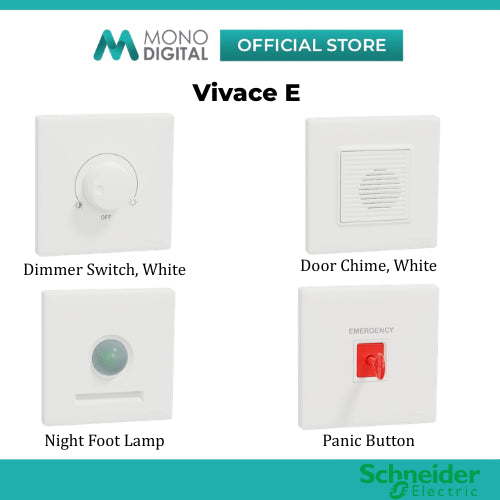 MONO
DIGITAL
OFFICIAL STORE
Vivace E
OFF
Dimmer Switch, White
Door Chime, White
EMERGENCY
Night Foot Lamp
Panic Button
Schneider
Electric